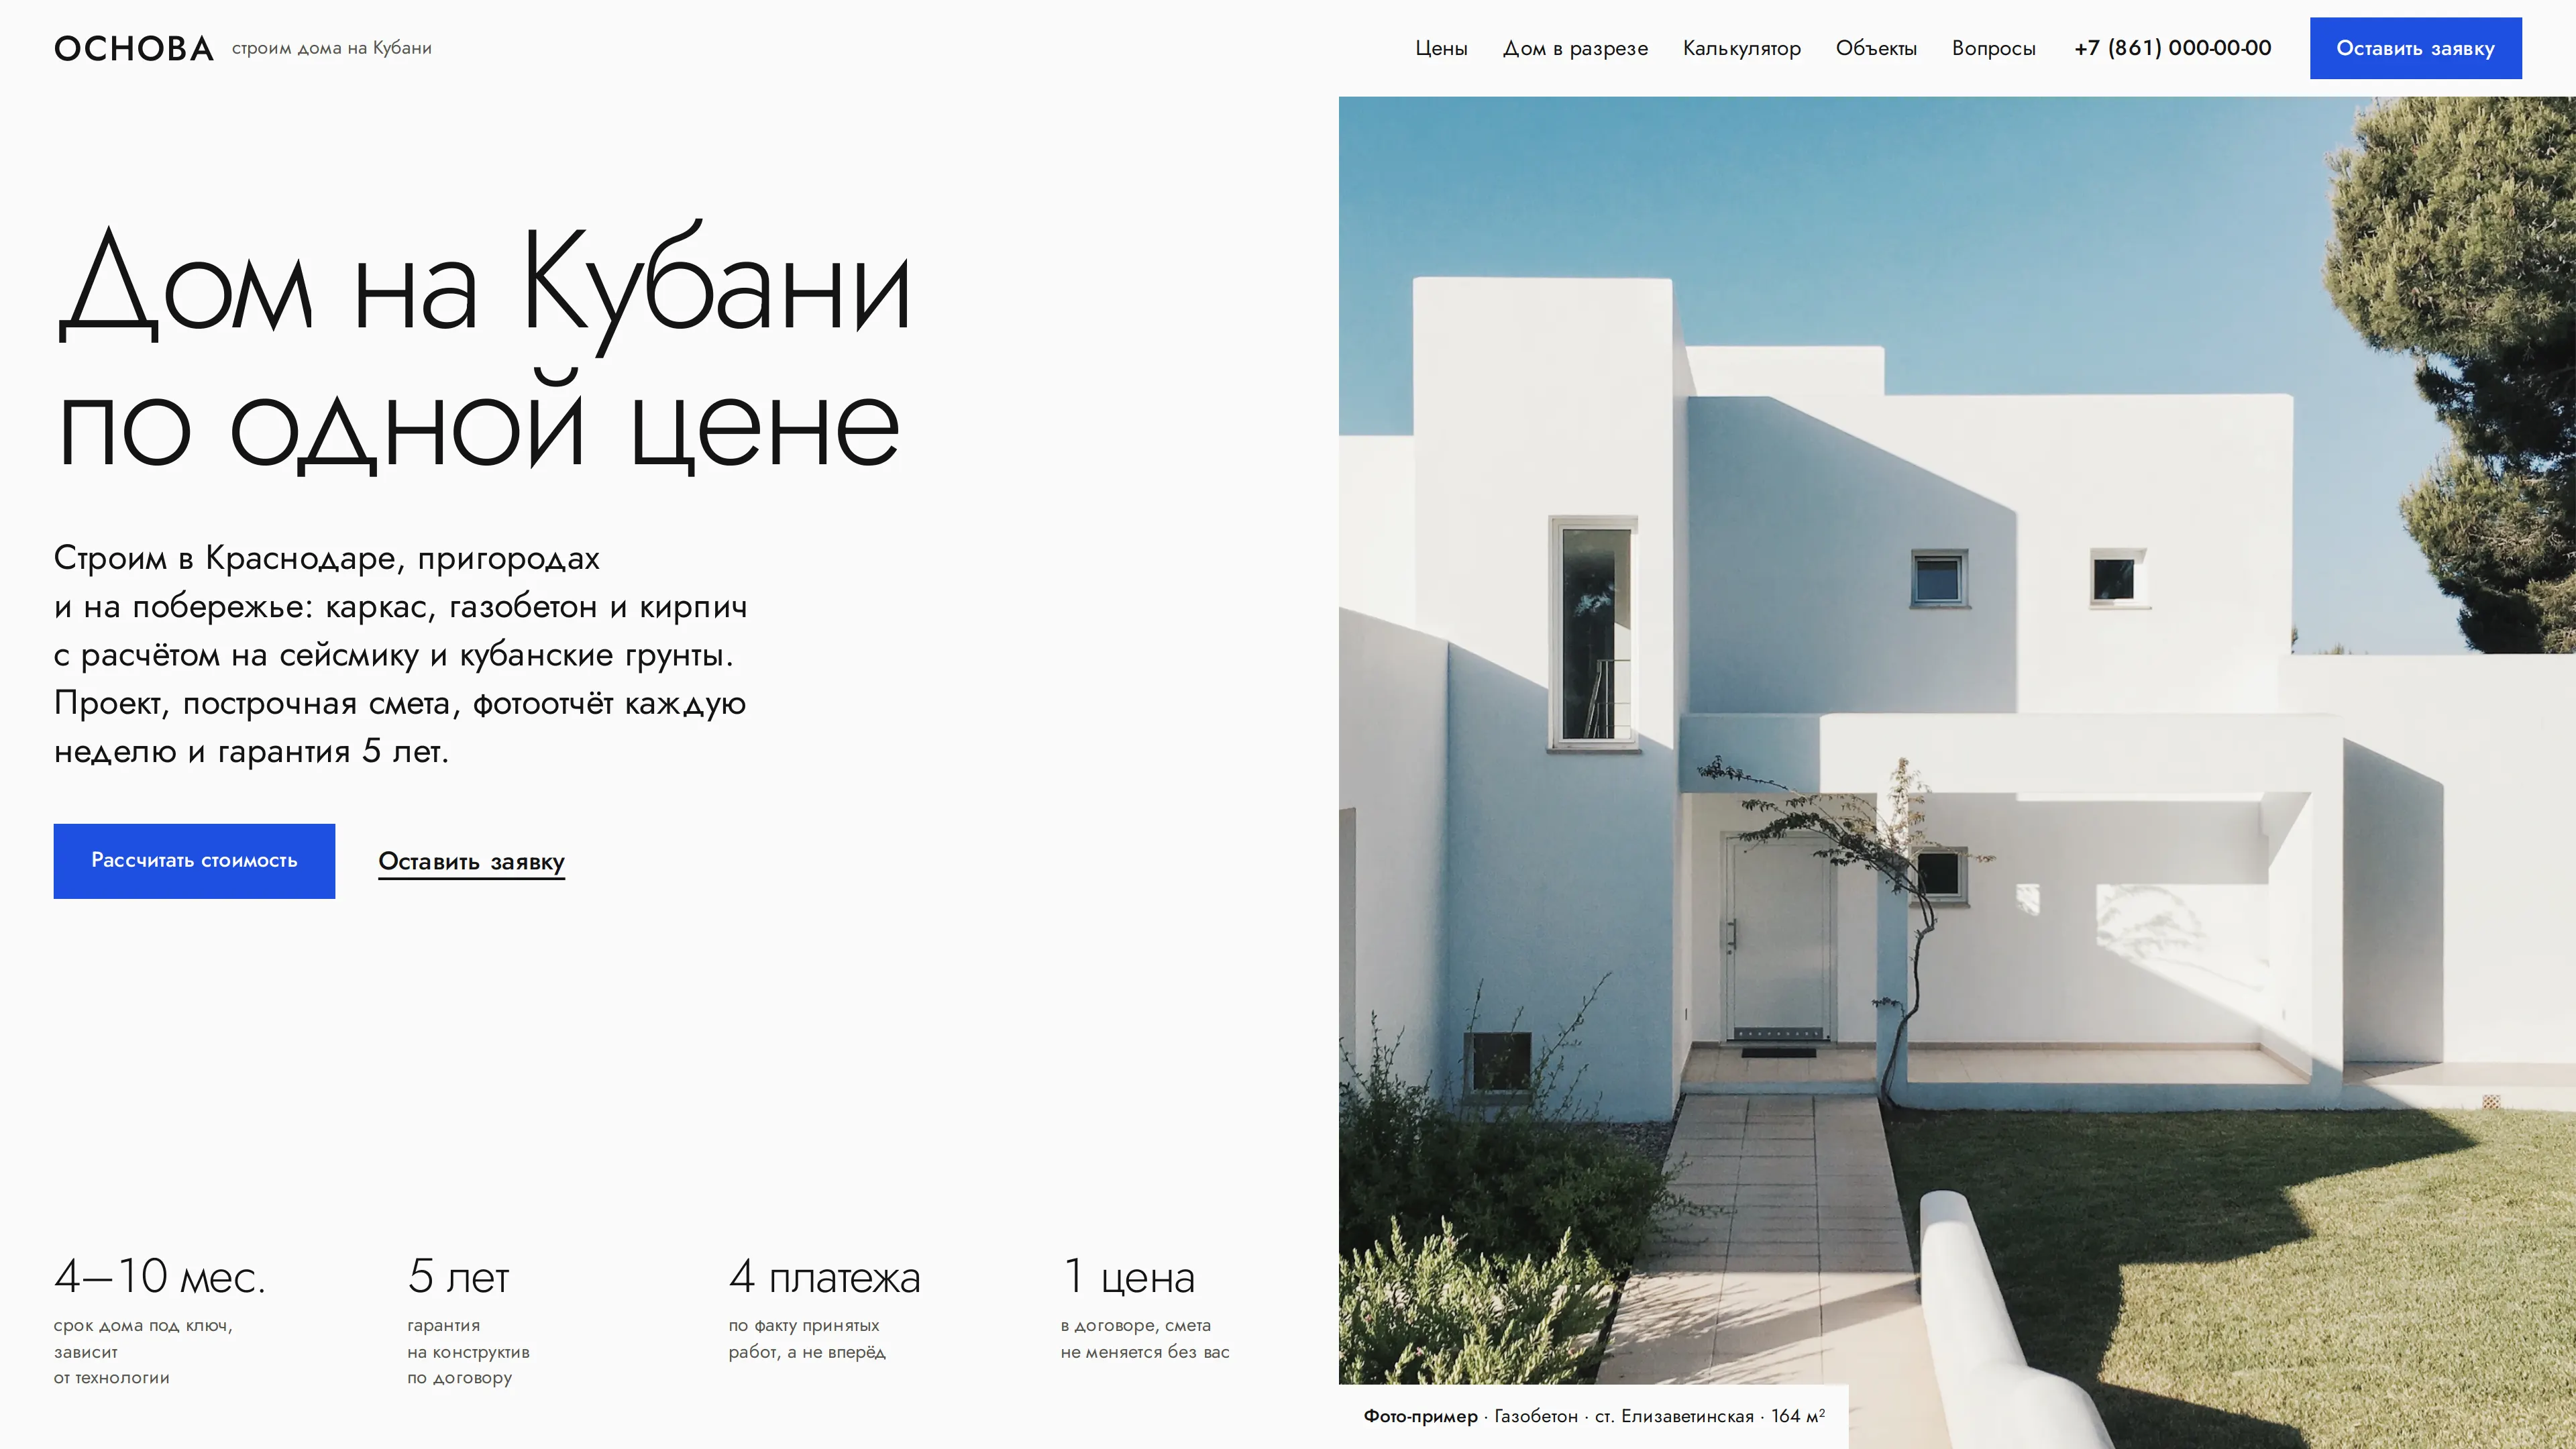 ОСНОВА строим дома на Кубани
Цены Дом в разрезе Калькулятор Объекты Вопросы +7 (861) 000-00-00 Оставить заявку
Дом на Кубани
по одной цене
Строим в Краснодаре, пригородах
и на побережье: каркас, газобетон и кирпич
с расчётом на сейсмику и кубанские грунты.
Проект, построчная смета, фотоотчёт каждую
неделю и гарантия 5 лет.
Рассчитать стоимость Оставить заявку
4–10 мес.
срок дома под ключ,
зависит
от технологии
5 лет
гарантия
на конструктив
по договору
4 платежа
по факту принятых
работ, а не вперёд
1 цена
в договоре, смета
не меняется без вас
Фото-пример · Газобетон · ст. Елизаветинская · 164 м²